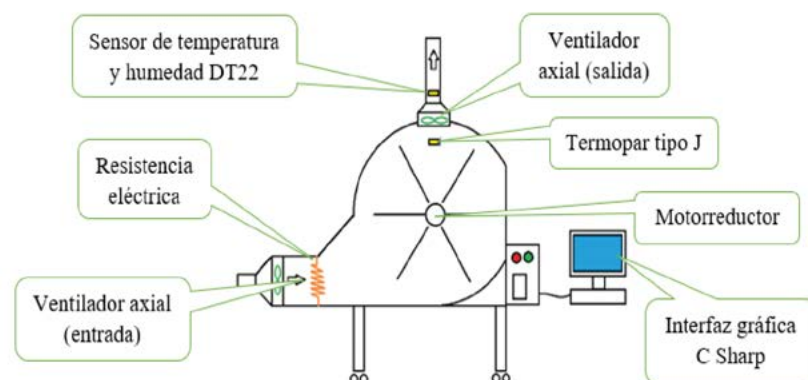 Sensor de temperatura
y humedad DT22
Ventilador
axial (salida)
Termopar tipo J
Resistencia
eléctrica
Motorreductor
Ventilador axial
(entrada)
Interfaz gráfica
C Sharp